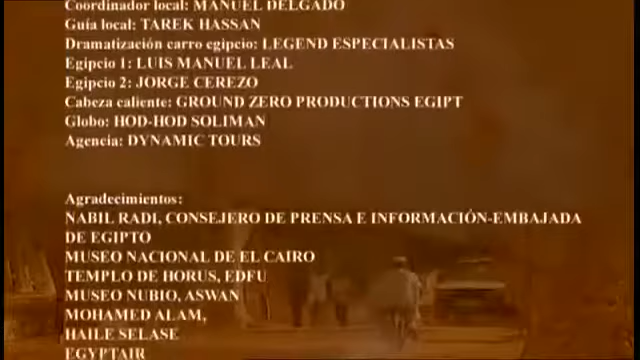 Coordinador local: MANUEL DELGADO
Guía local: TAREK HASSAN
Dramatización carro egipcio: LEGEND ESPECIALISTAS
Egipcio 1: LUIS MANUEL LEAL
Egipcio 2: JORGE CEREZO
Cabeza caliente: GROUND ZERO PRODUCTIONS EGIPT
Globo: HOD-HOD SOLIMAN
Agencia: DYNAMIC TOURS
Agradecimientos:
NABIL RADI, CONSEJERO DE PRENSA E INFORMACIÓN-EMBAJADA
DE EGIPTO
MUSEO NACIONAL DE EL CAIRO
TEMPLO DE HORUS, EDFU
MUSEO NUBIO, ASWAN
MOHAMED ALAM,
HAILE SELASE
EGYPTAIR